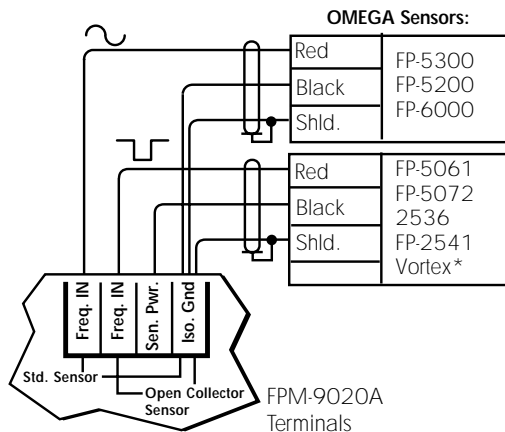 OMEGA Sensors:
Red
Black
Shld.
FP-5300
FP-5200
FP-6000
Red
Black
Shld.
FP-5061
FP-5072
2536
FP-2541
Vortex*
Freq. IN
Freq. IN
Sen. Pwr.
Iso. Gnd
Std. Sensor
Open Collector
Sensor
FPM-9020A
Terminals